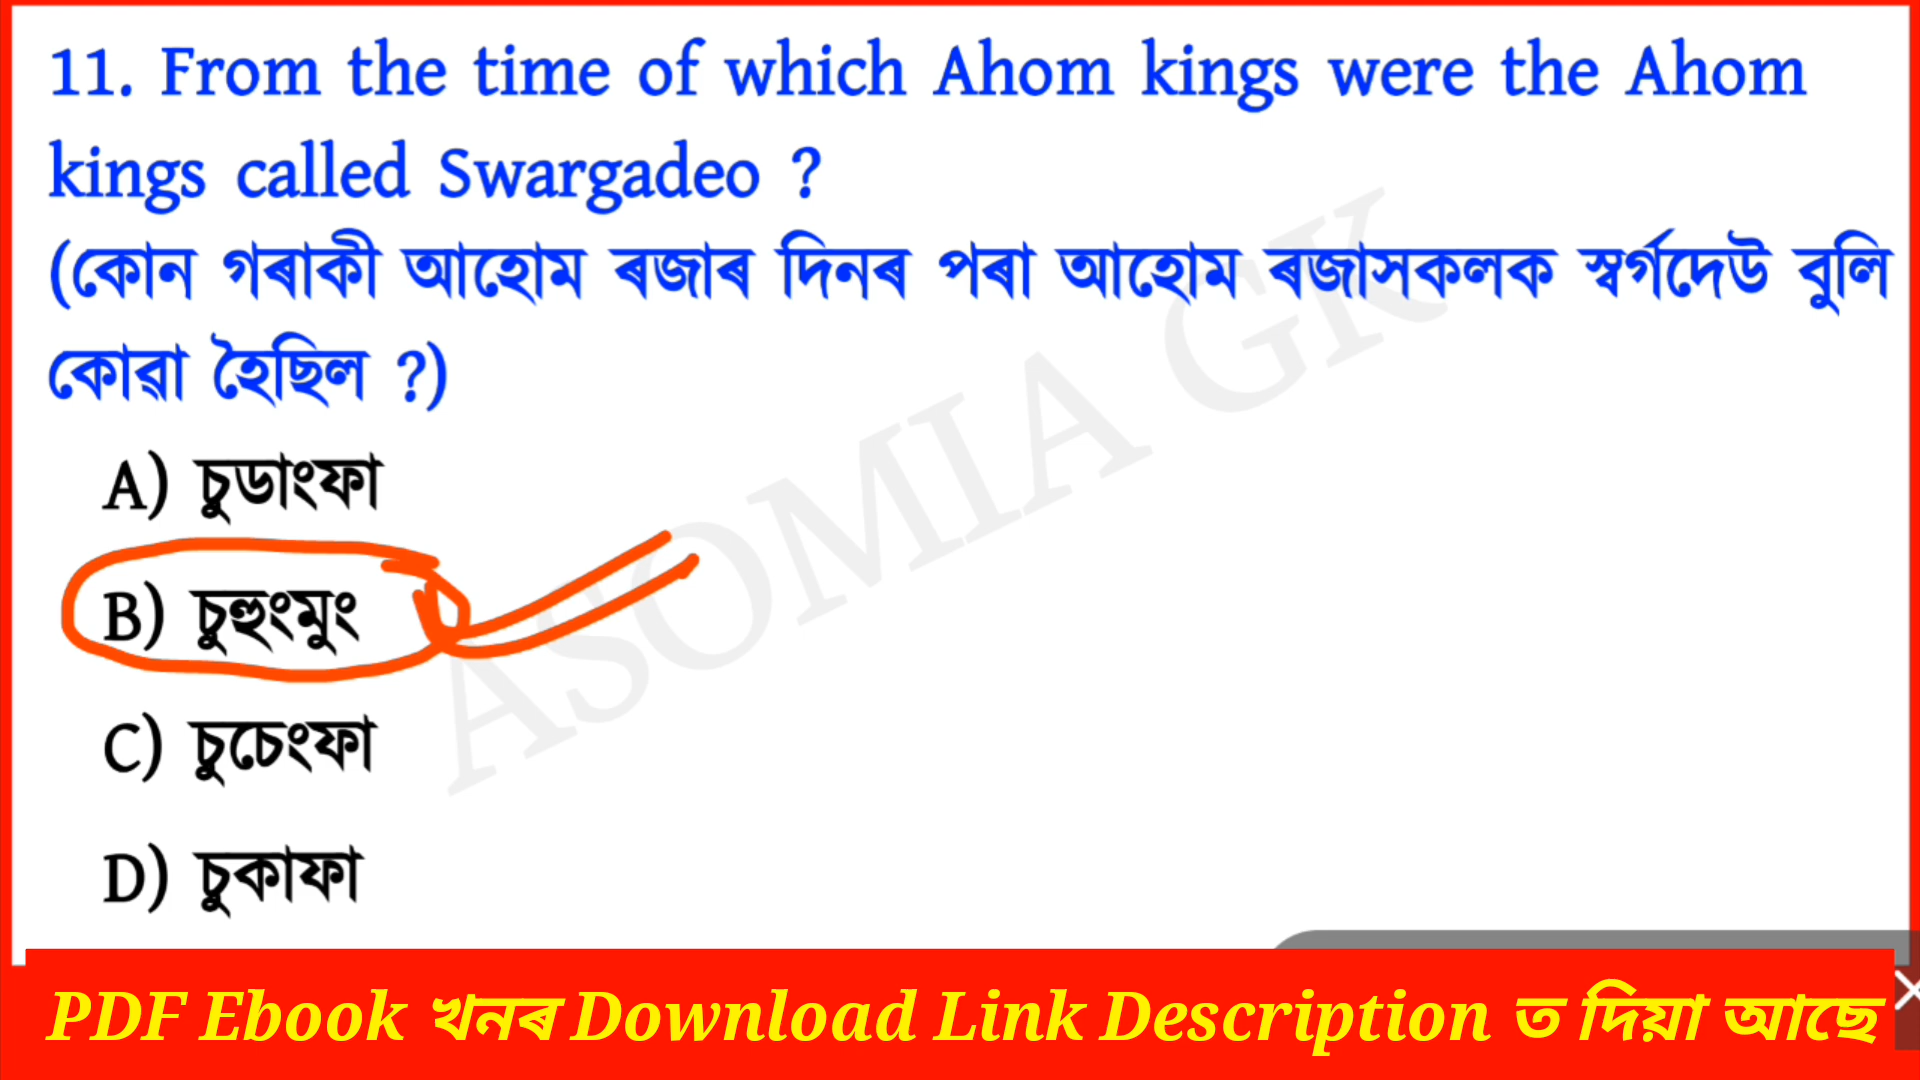 11. From the time of which Ahom kings were the Ahom
kings called Swargadeo ?
(কোন গৰাকী আহোম ৰজাৰ দিনৰ পৰা আহোম ৰজাসকলক স্বৰ্গদেউ বুলি
কোৱা হৈছিল ?)
A) চুডাংফা
B) চুহুংমুং
C) চুচেংফা
D) চুকাফা
ASOMIA GK
PDF Ebook খনৰ Download Link Description ত দিয়া আছে